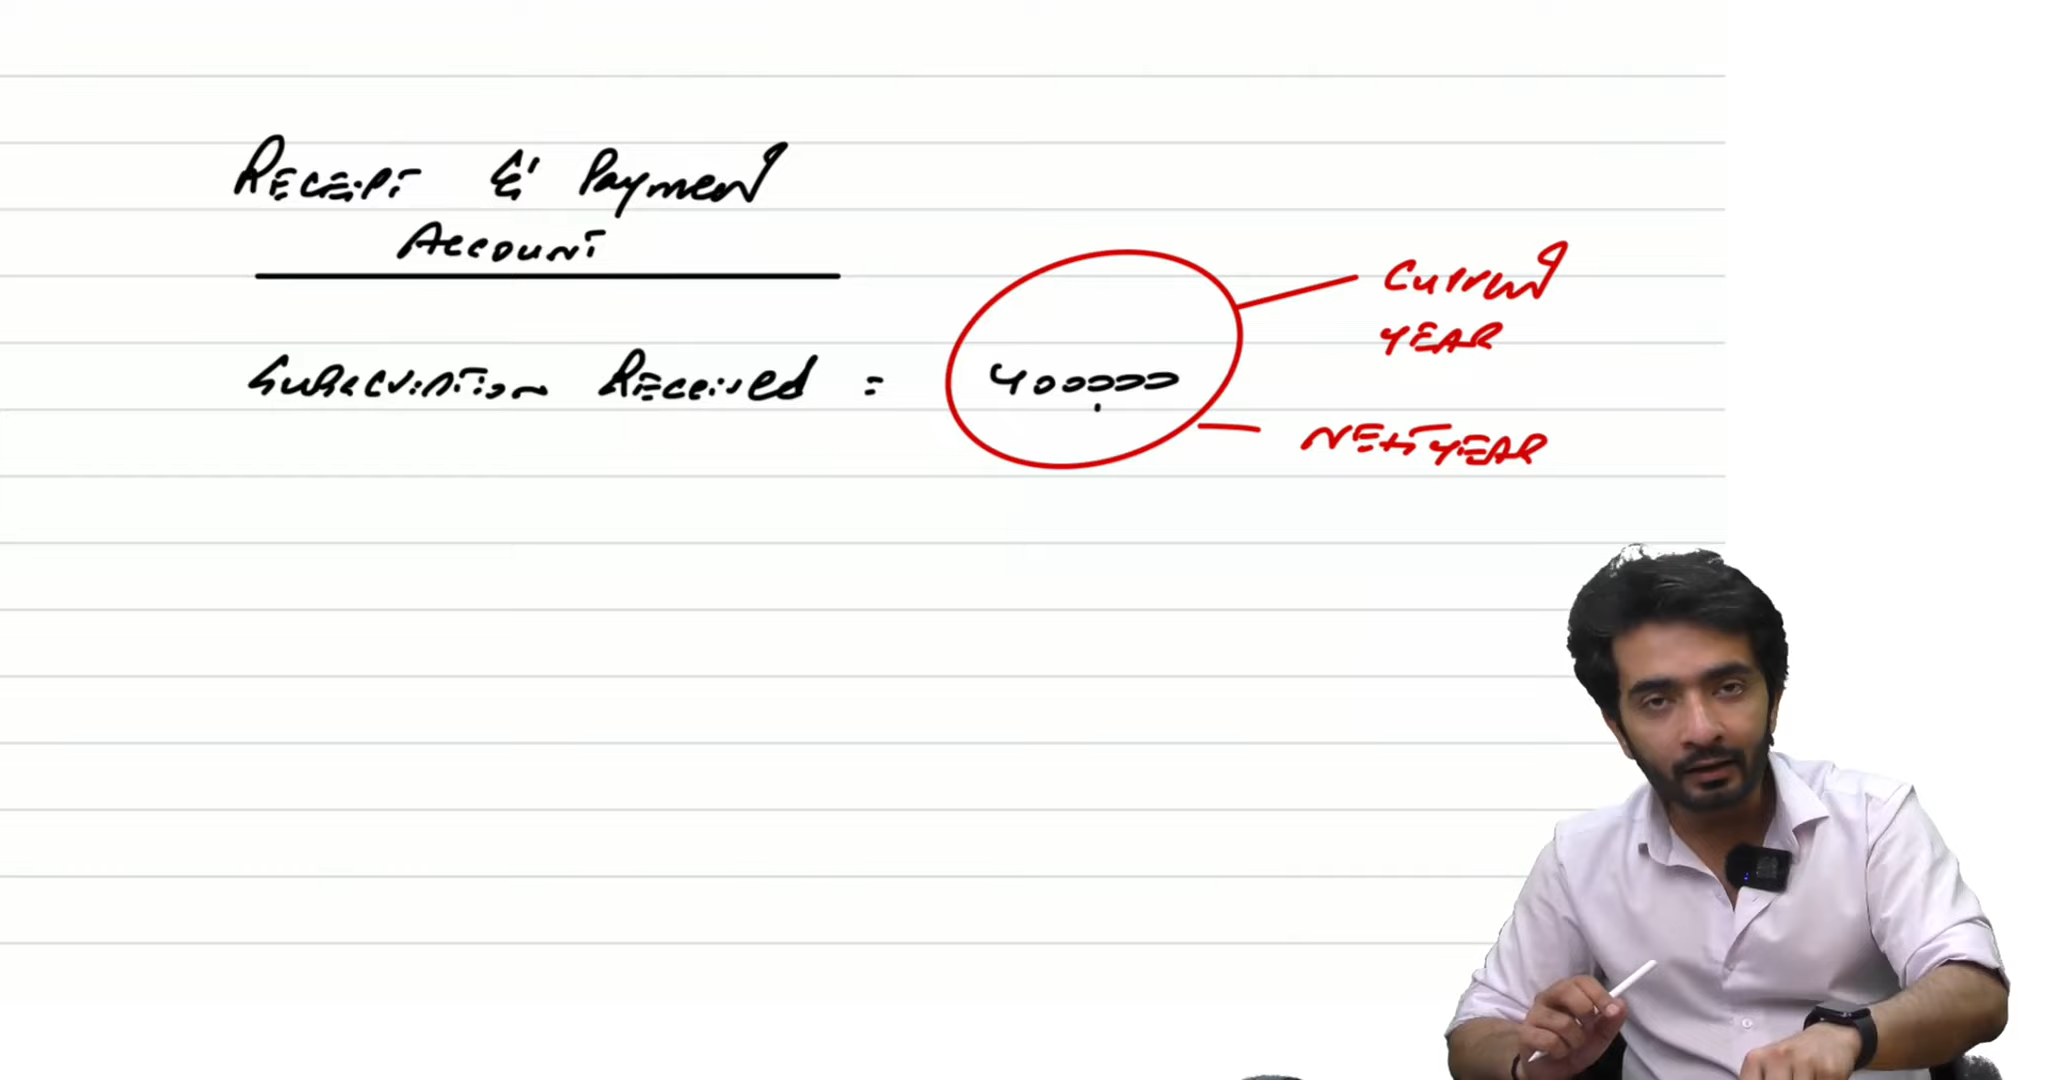 Receipt & Payment
Account
Subscription Received = 400000
Current
Year
Next Year